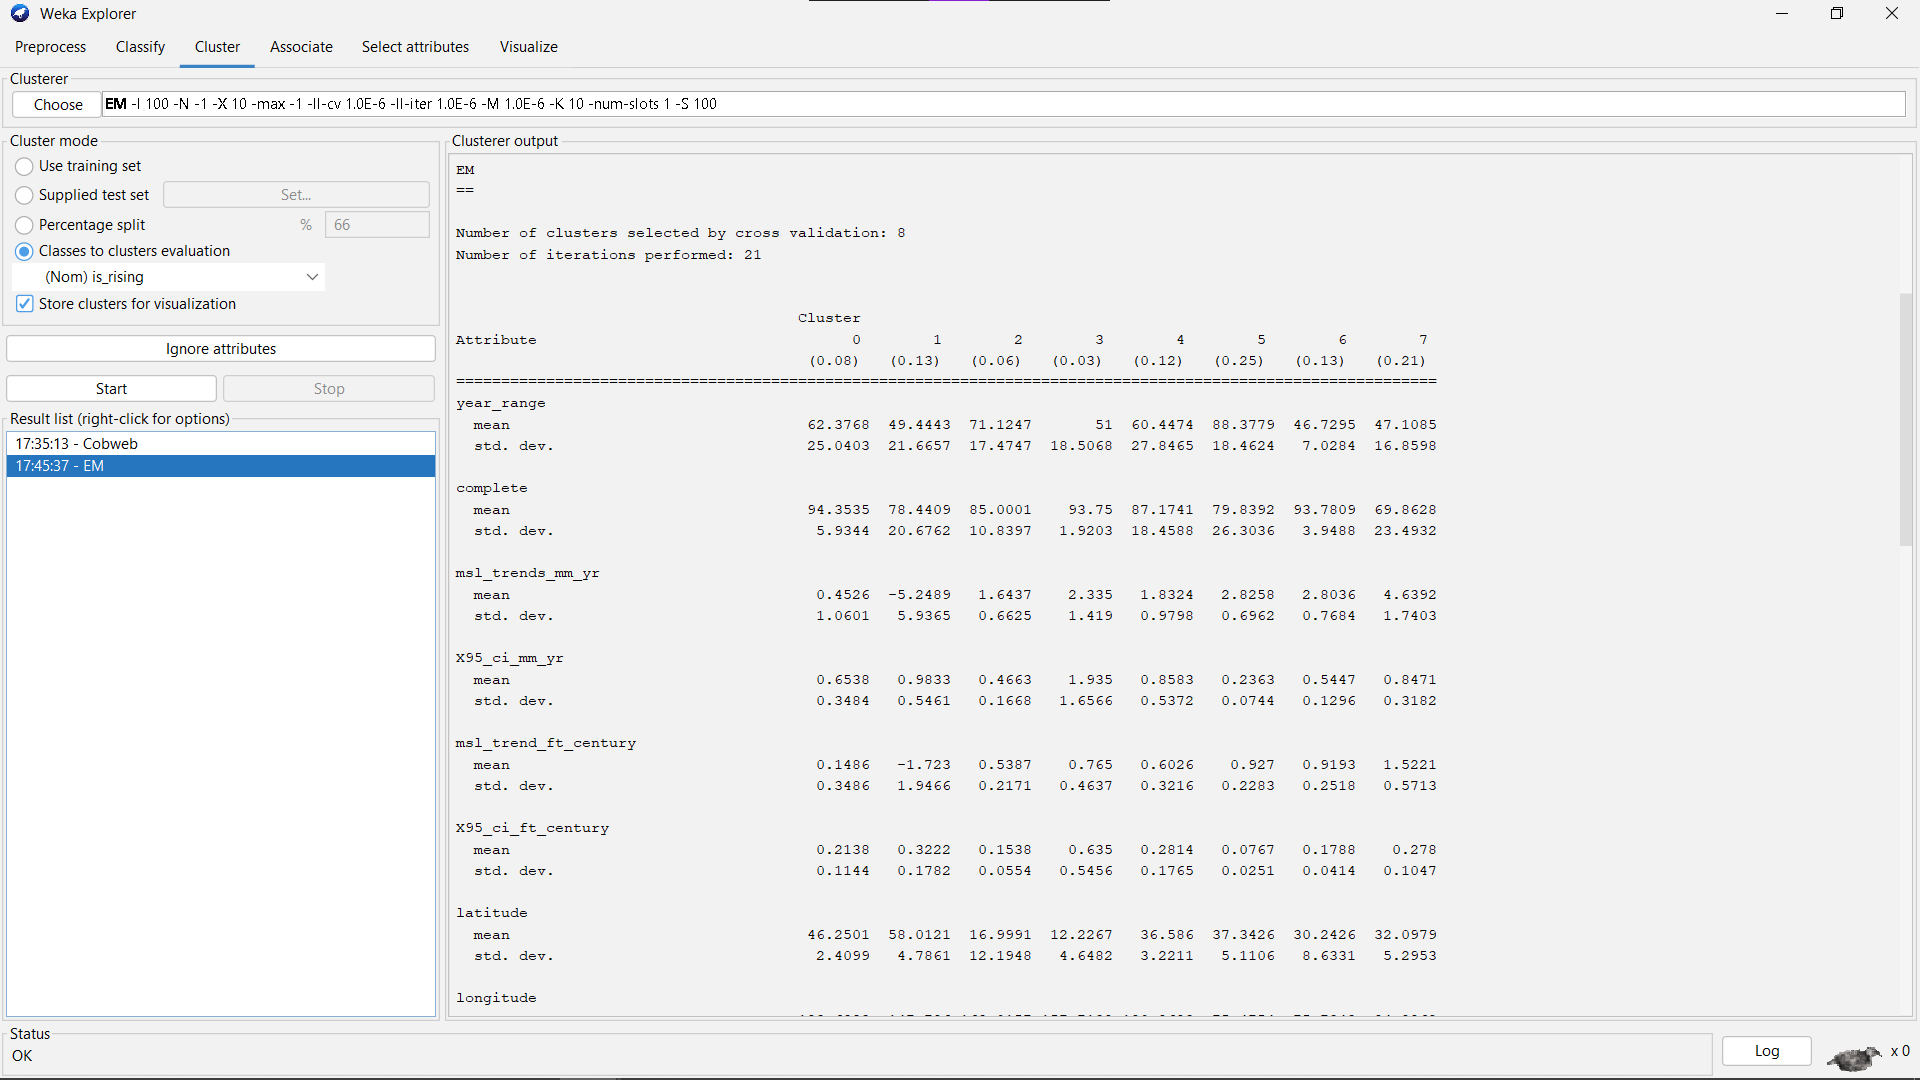 Weka Explorer
Preprocess Classify Cluster Associate Select attributes Visualize
Clusterer
Choose EM -I 100 -N -1 -X 10 -max -1 -ll-cv 1.0E-6 -ll-iter 1.0E-6 -M 1.0E-6 -K 10 -num-slots 1 -S 100
Cluster mode
Use training set
Supplied test set Set...
Percentage split % 66
Classes to clusters evaluation
(Nom) is_rising
Store clusters for visualization
Ignore attributes
Start Stop
Result list (right-click for options)
17:35:13 - Cobweb
17:45:37 - EM
Clusterer output
EM
==
Number of clusters selected by cross validation: 8
Number of iterations performed: 21
Cluster
Attribute 0 1 2 3 4 5 6 7
(0.08) (0.13) (0.06) (0.03) (0.12) (0.25) (0.13) (0.21)
=============================================================================================================
year_range
mean 62.3768 49.4443 71.1247 51 60.4474 88.3779 46.7295 47.1085
std. dev. 25.0403 21.6657 17.4747 18.5068 27.8465 18.4624 7.0284 16.8598
complete
mean 94.3535 78.4409 85.0001 93.75 87.1741 79.8392 93.7809 69.8628
std. dev. 5.9344 20.6762 10.8397 1.9203 18.4588 26.3036 3.9488 23.4932
msl_trends_mm_yr
mean 0.4526 -5.2489 1.6437 2.335 1.8324 2.8258 2.8036 4.6392
std. dev. 1.0601 5.9365 0.6625 1.419 0.9798 0.6962 0.7684 1.7403
X95_ci_mm_yr
mean 0.6538 0.9833 0.4663 1.935 0.8583 0.2363 0.5447 0.8471
std. dev. 0.3484 0.5461 0.1668 1.6566 0.5372 0.0744 0.1296 0.3182
msl_trend_ft_century
mean 0.1486 -1.723 0.5387 0.765 0.6026 0.927 0.9193 1.5221
std. dev. 0.3486 1.9466 0.2171 0.4637 0.3216 0.2283 0.2518 0.5713
X95_ci_ft_century
mean 0.2138 0.3222 0.1538 0.635 0.2814 0.0767 0.1788 0.278
std. dev. 0.1144 0.1782 0.0554 0.5456 0.1765 0.0251 0.0414 0.1047
latitude
mean 46.2501 58.0121 16.9991 12.2267 36.586 37.3426 30.2426 32.0979
std. dev. 2.4099 4.7861 12.1948 4.6482 3.2211 5.1106 8.6331 5.2953
longitude
Status
OK
Log
x 0